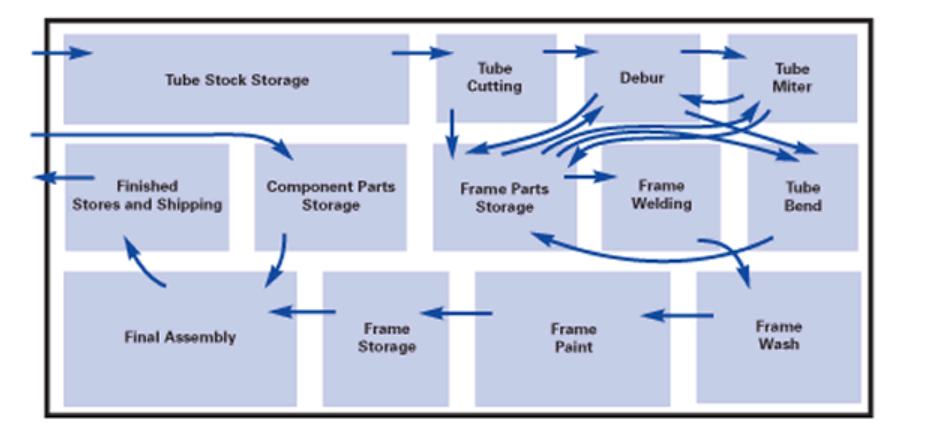 Tube Stock Storage
Tube
Cutting
Debur
Tube
Miter
Finished
Stores and Shipping
Component Parts
Storage
Frame Parts
Storage
Frame
Welding
Tube
Bend
Final Assembly
Frame
Storage
Frame
Paint
Frame
Wash